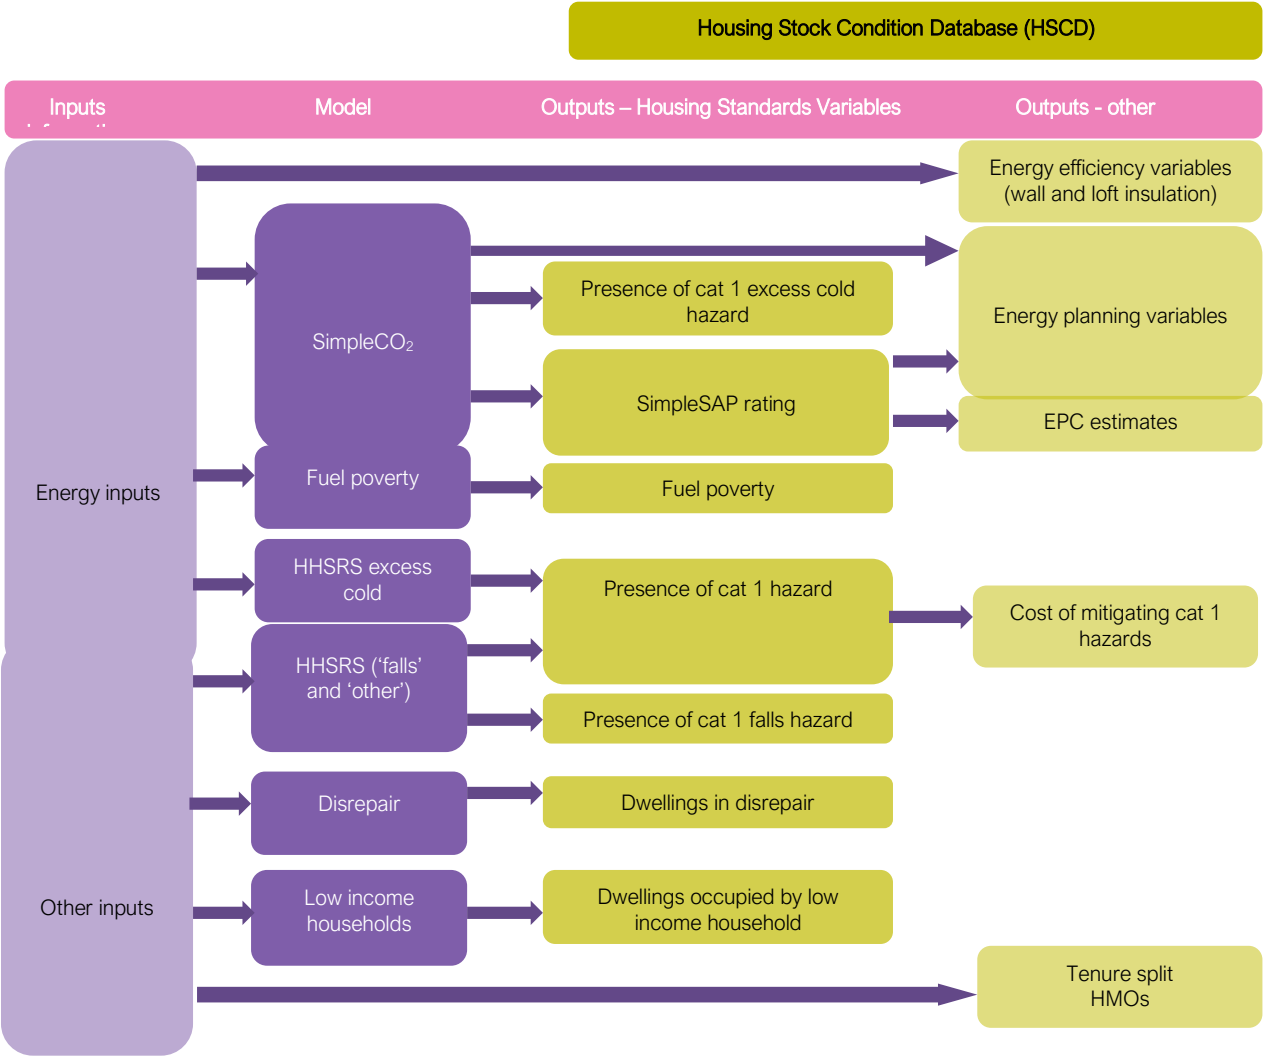 Housing Stock Condition Database (HSCD)
Inputs
Model
Outputs – Housing Standards Variables
Outputs - other
Energy efficiency variables
(wall and loft insulation)
SimpleCO₂
Presence of cat 1 excess cold
hazard
Energy planning variables
SimpleSAP rating
EPC estimates
Energy inputs
Fuel poverty
Fuel poverty
HHSRS excess
cold
Presence of cat 1 hazard
Cost of mitigating cat 1
hazards
HHSRS (‘falls’
and ‘other’)
Presence of cat 1 falls hazard
Disrepair
Dwellings in disrepair
Other inputs
Low income
households
Dwellings occupied by low
income household
Tenure split
HMOs